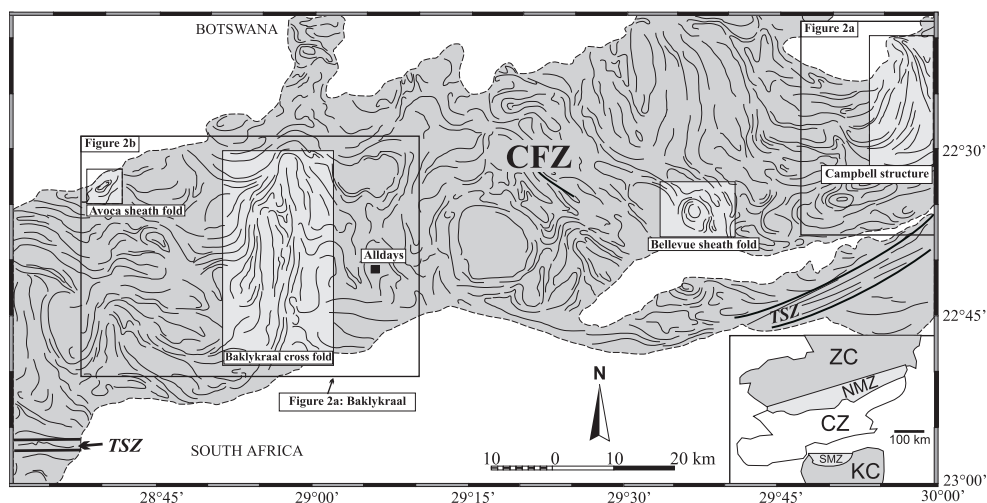 BOTSWANA
Figure 2a
Figure 2b
CFZ
22°30'
Campbell structure
Avoca sheath fold
Bellevue sheath fold
Alldays
TSZ
22°45'
Baklykraal cross fold
ZC
NMZ
Figure 2a: Baklykraal
N
CZ
100 km
TSZ
SOUTH AFRICA
10 0 10 20 km
SMZ
KC
23°00'
28°45' 29°00' 29°15' 29°30' 29°45' 30°00'